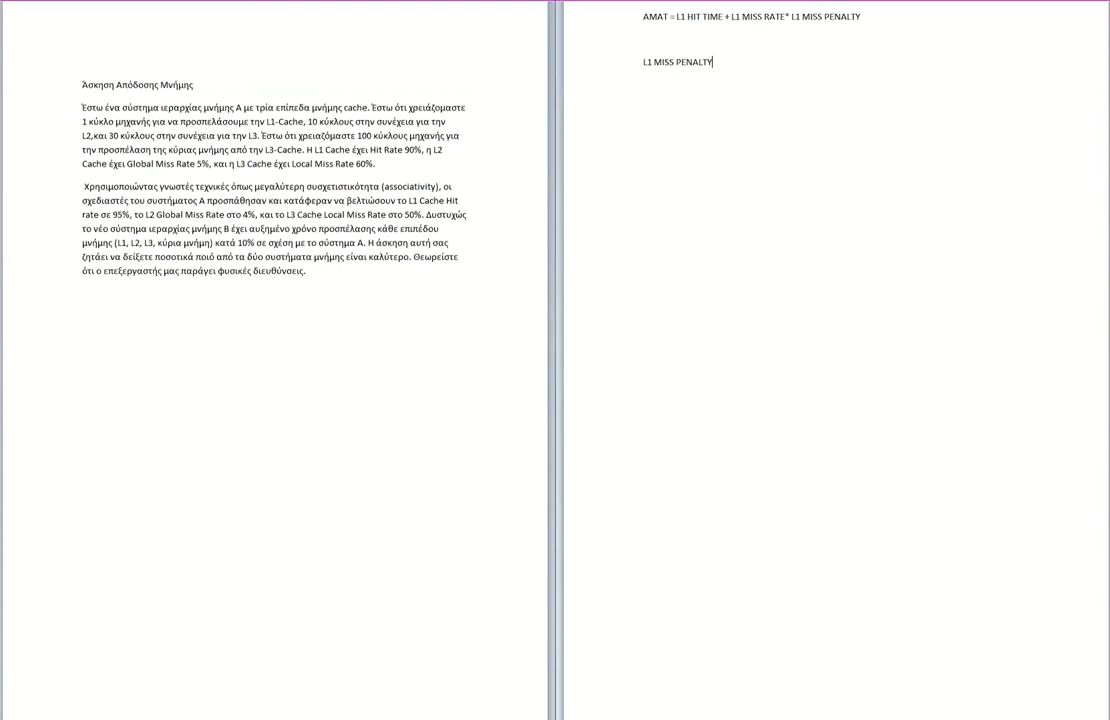 Άσκηση Απόδοσης Μνήμης
Έστω ένα σύστημα ιεραρχίας μνήμης Α με τρία επίπεδα μνήμης cache. Έστω ότι χρειάζομαστε
1 κύκλο μηχανής για να προσπελάσουμε την L1-Cache, 10 κύκλους στην συνέχεια για την
L2,και 30 κύκλους στην συνέχεια για την L3. Έστω ότι χρειαζόμαστε 100 κύκλους μηχανής για
την προσπέλαση της κύριας μνήμης από την L3-Cache. Η L1 Cache έχει Hit Rate 90%, η L2
Cache έχει Global Miss Rate 5%, και η L3 Cache έχει Local Miss Rate 60%.
Χρησιμοποιώντας γνωστές τεχνικές όπως μεγαλύτερη συσχετιστικότητα (associativity), οι
σχεδιαστές του συστήματος Α προσπάθησαν και κατάφεραν να βελτιώσουν το L1 Cache Hit
rate σε 95%, το L2 Global Miss Rate στο 4%, και το L3 Cache Local Miss Rate στο 50%. Δυστυχώς
το νέο σύστημα ιεραρχίας μνήμης Β έχει αυξημένο χρόνο προσπέλασης κάθε επιπέδου
μνήμης (L1, L2, L3, κύρια μνήμη) κατά 10% σε σχέση με το σύστημα Α. Η άσκηση αυτή σας
ζητάει να δείξετε ποσοτικά ποιό από τα δύο συστήματα μνήμης είναι καλύτερο. Θεωρείστε
ότι ο επεξεργαστής μας παράγει φυσικές διευθύνσεις.
AMAT = L1 HIT TIME + L1 MISS RATE* L1 MISS PENALTY
L1 MISS PENALTY